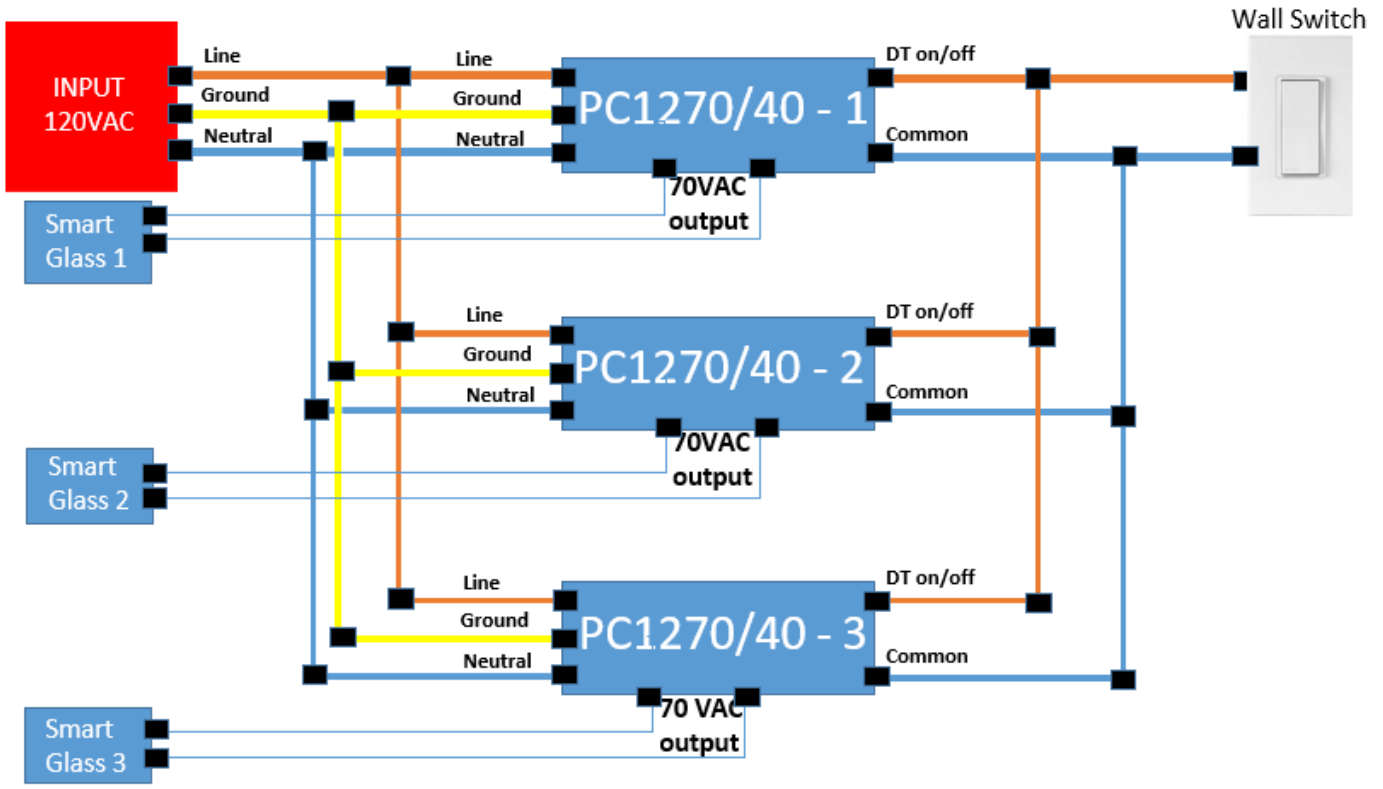 Wall Switch
INPUT
120VAC
Line
Ground
Neutral
Line
Ground
Neutral
PC1270/40 - 1
DT on/off
Common
70VAC
output
Smart
Glass 1
Line
Ground
Neutral
PC1270/40 - 2
DT on/off
Common
70VAC
output
Smart
Glass 2
Line
Ground
Neutral
PC1270/40 - 3
DT on/off
Common
70 VAC
output
Smart
Glass 3